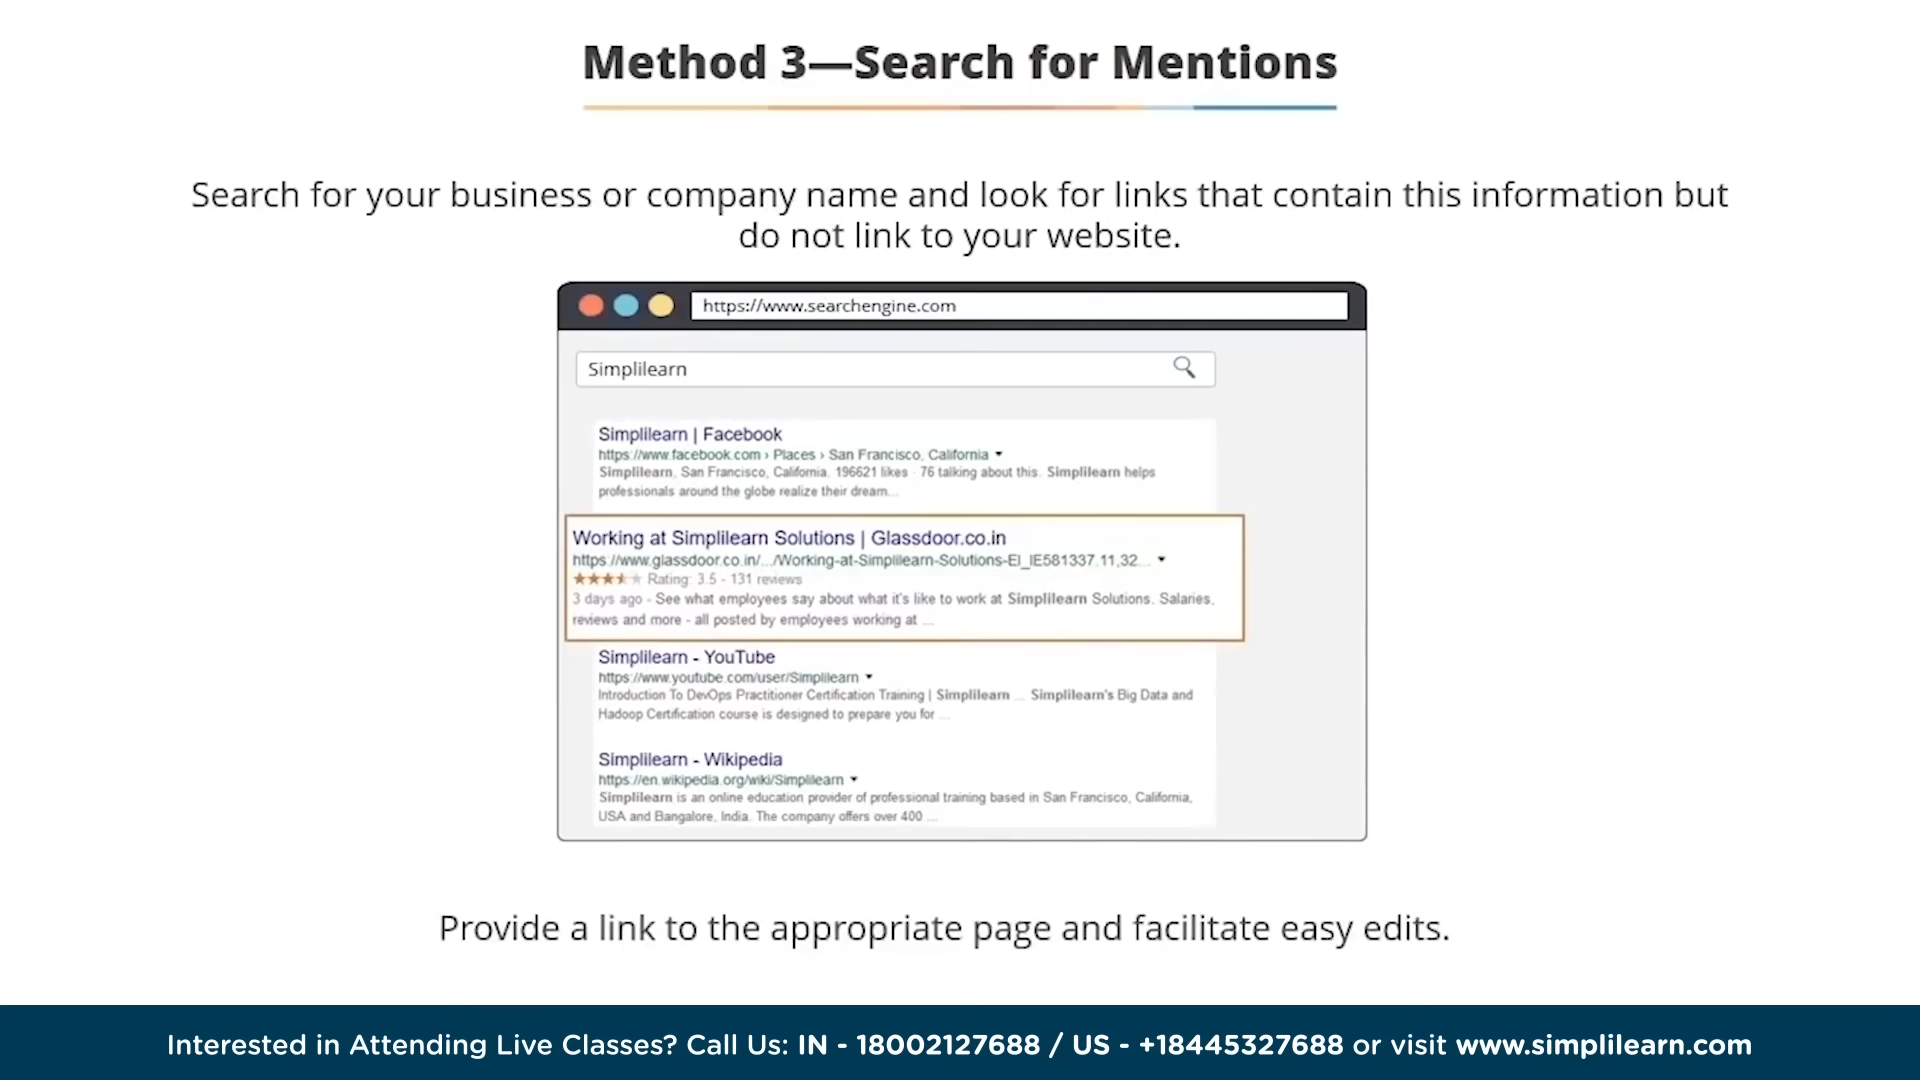 Method 3—Search for Mentions
Search for your business or company name and look for links that contain this information but
do not link to your website.
https://www.searchengine.com
Simplilearn
Simplilearn | Facebook
https://www.facebook.com › Places › San Francisco, California
Simplilearn, San Francisco, California. 196621 likes · 76 talking about this. Simplilearn helps
professionals around the globe realize their dream...
Working at Simplilearn Solutions | Glassdoor.co.in
https://www.glassdoor.co.in/.../Working-at-Simplilearn-Solutions-EI_IE581337.11,32...
Rating: 3.5 - 131 reviews
3 days ago - See what employees say about what it's like to work at Simplilearn Solutions. Salaries,
reviews and more - all posted by employees working at ...
Simplilearn - YouTube
https://www.youtube.com/user/Simplilearn
Introduction To DevOps Practitioner Certification Training | Simplilearn ... Simplilearn's Big Data and
Hadoop Certification course is designed to prepare you for ...
Simplilearn - Wikipedia
https://en.wikipedia.org/wiki/Simplilearn
Simplilearn is an online education provider of professional training based in San Francisco, California,
USA and Bangalore, India. The company offers over 400 ...
Provide a link to the appropriate page and facilitate easy edits.
Interested in Attending Live Classes? Call Us: IN - 18002127688 / US - +18445327688 or visit www.simplilearn.com